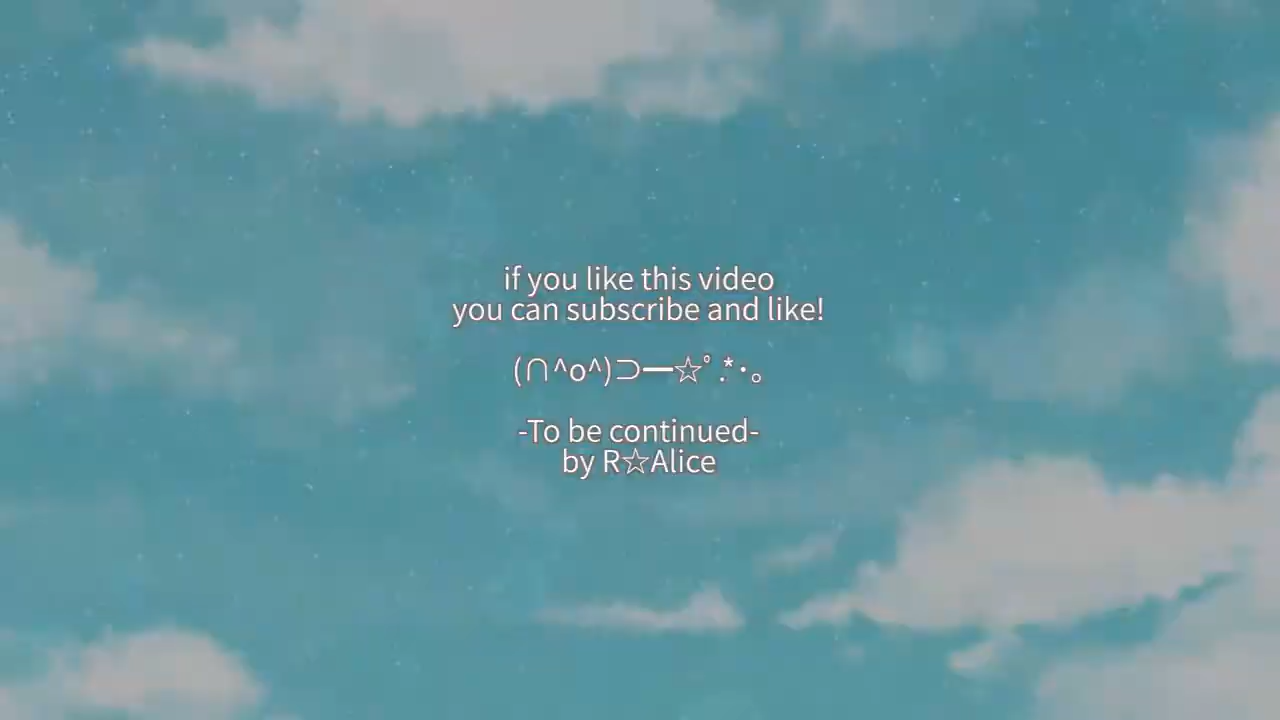 if you like this video
you can subscribe and like!
(∩^o^)⊃━☆ﾟ.*･｡
-To be continued-
by R☆Alice